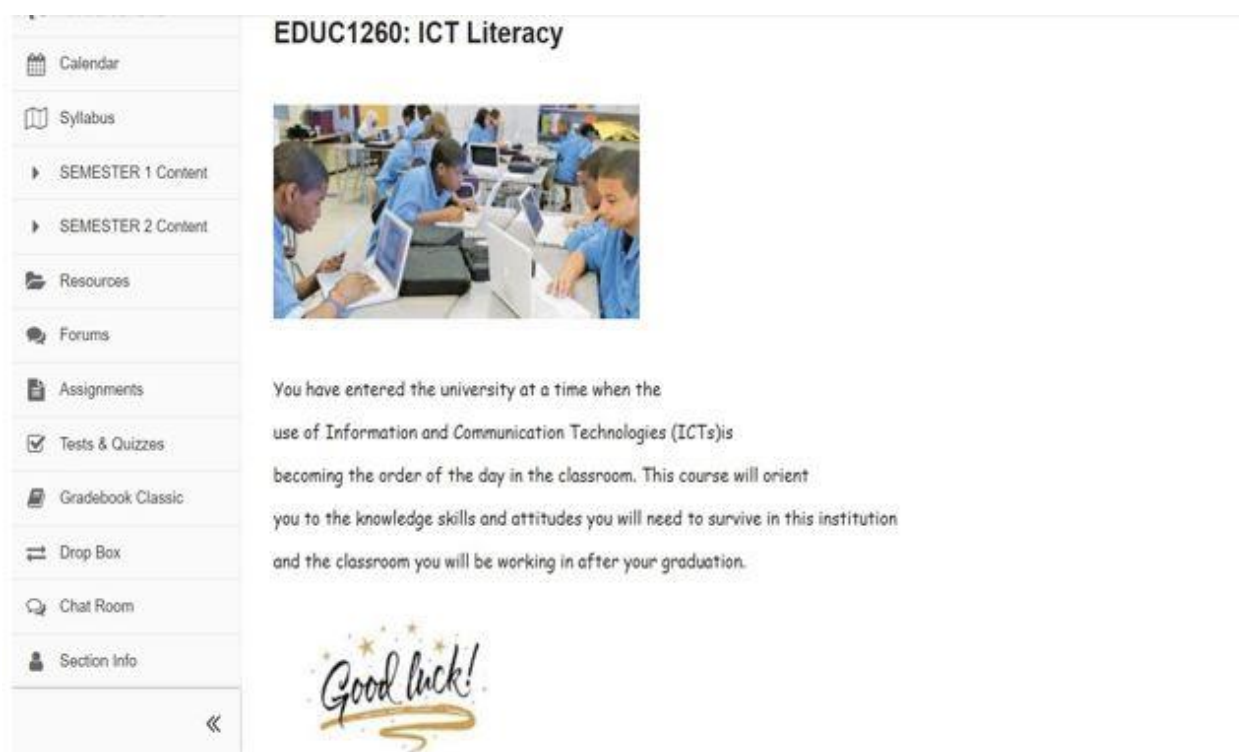 EDUC1260: ICT Literacy
Calendar
Syllabus
SEMESTER 1 Content
SEMESTER 2 Content
Resources
Forums
Assignments
Tests & Quizzes
Gradebook Classic
Drop Box
Chat Room
Section Info
You have entered the university at a time when the
use of Information and Communication Technologies (ICTs)is
becoming the order of the day in the classroom. This course will orient
you to the knowledge skills and attitudes you will need to survive in this institution
and the classroom you will be working in after your graduation.
Good luck!